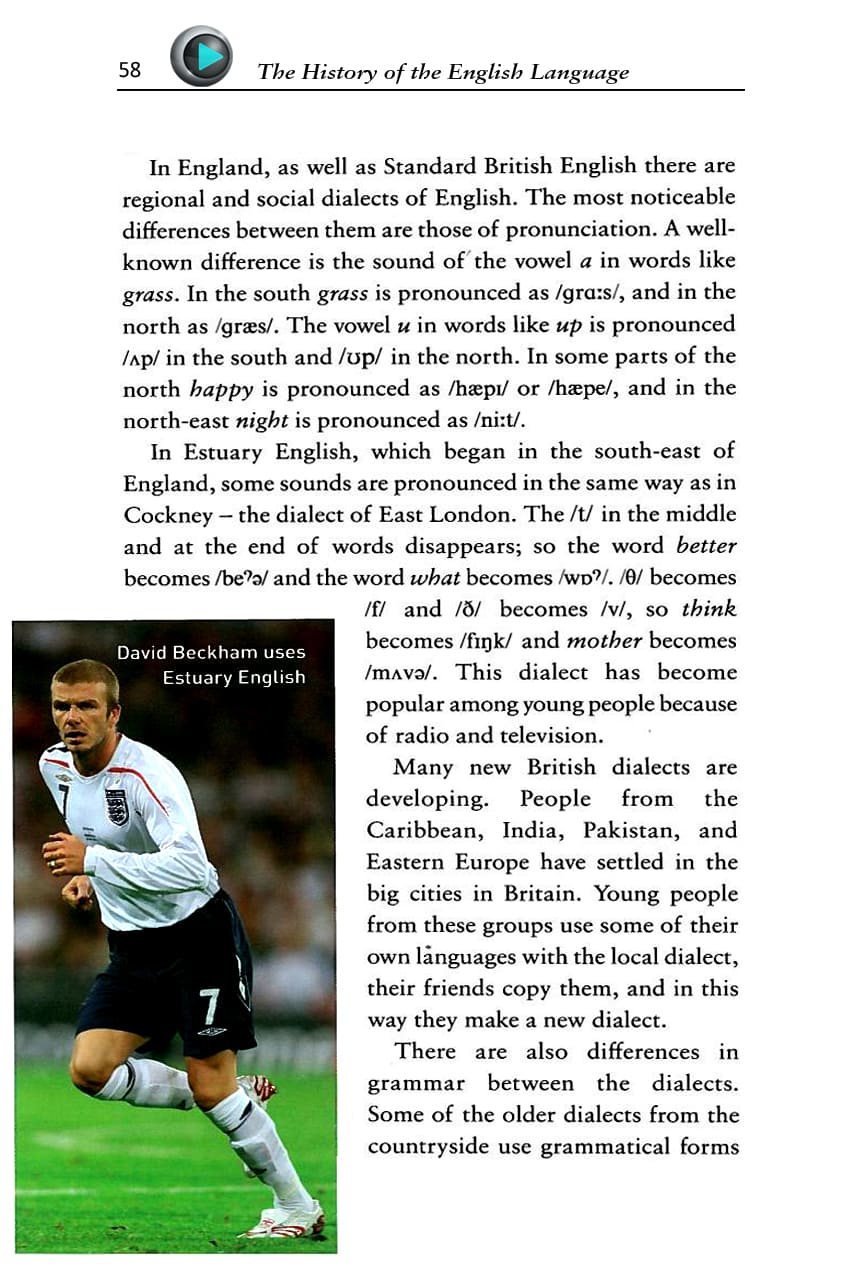 58
The History of the English Language
In England, as well as Standard British English there are
regional and social dialects of English. The most noticeable
differences between them are those of pronunciation. A well-
known difference is the sound of the vowel a in words like
grass. In the south grass is pronounced as /grɑːs/, and in the
north as /græs/. The vowel u in words like up is pronounced
/ʌp/ in the south and /ʊp/ in the north. In some parts of the
north happy is pronounced as /hæpɪ/ or /hæpe/, and in the
north-east night is pronounced as /niːt/.
In Estuary English, which began in the south-east of
England, some sounds are pronounced in the same way as in
Cockney – the dialect of East London. The /t/ in the middle
and at the end of words disappears; so the word better
becomes /beˀə/ and the word what becomes /wɒˀ/. /θ/ becomes
/f/ and /ð/ becomes /v/, so think
becomes /fɪŋk/ and mother becomes
/mʌvə/. This dialect has become
popular among young people because
of radio and television.
Many new British dialects are
developing. People from the
Caribbean, India, Pakistan, and
Eastern Europe have settled in the
big cities in Britain. Young people
from these groups use some of their
own languages with the local dialect,
their friends copy them, and in this
way they make a new dialect.
There are also differences in
grammar between the dialects.
Some of the older dialects from the
countryside use grammatical forms
David Beckham uses
Estuary English
7
7